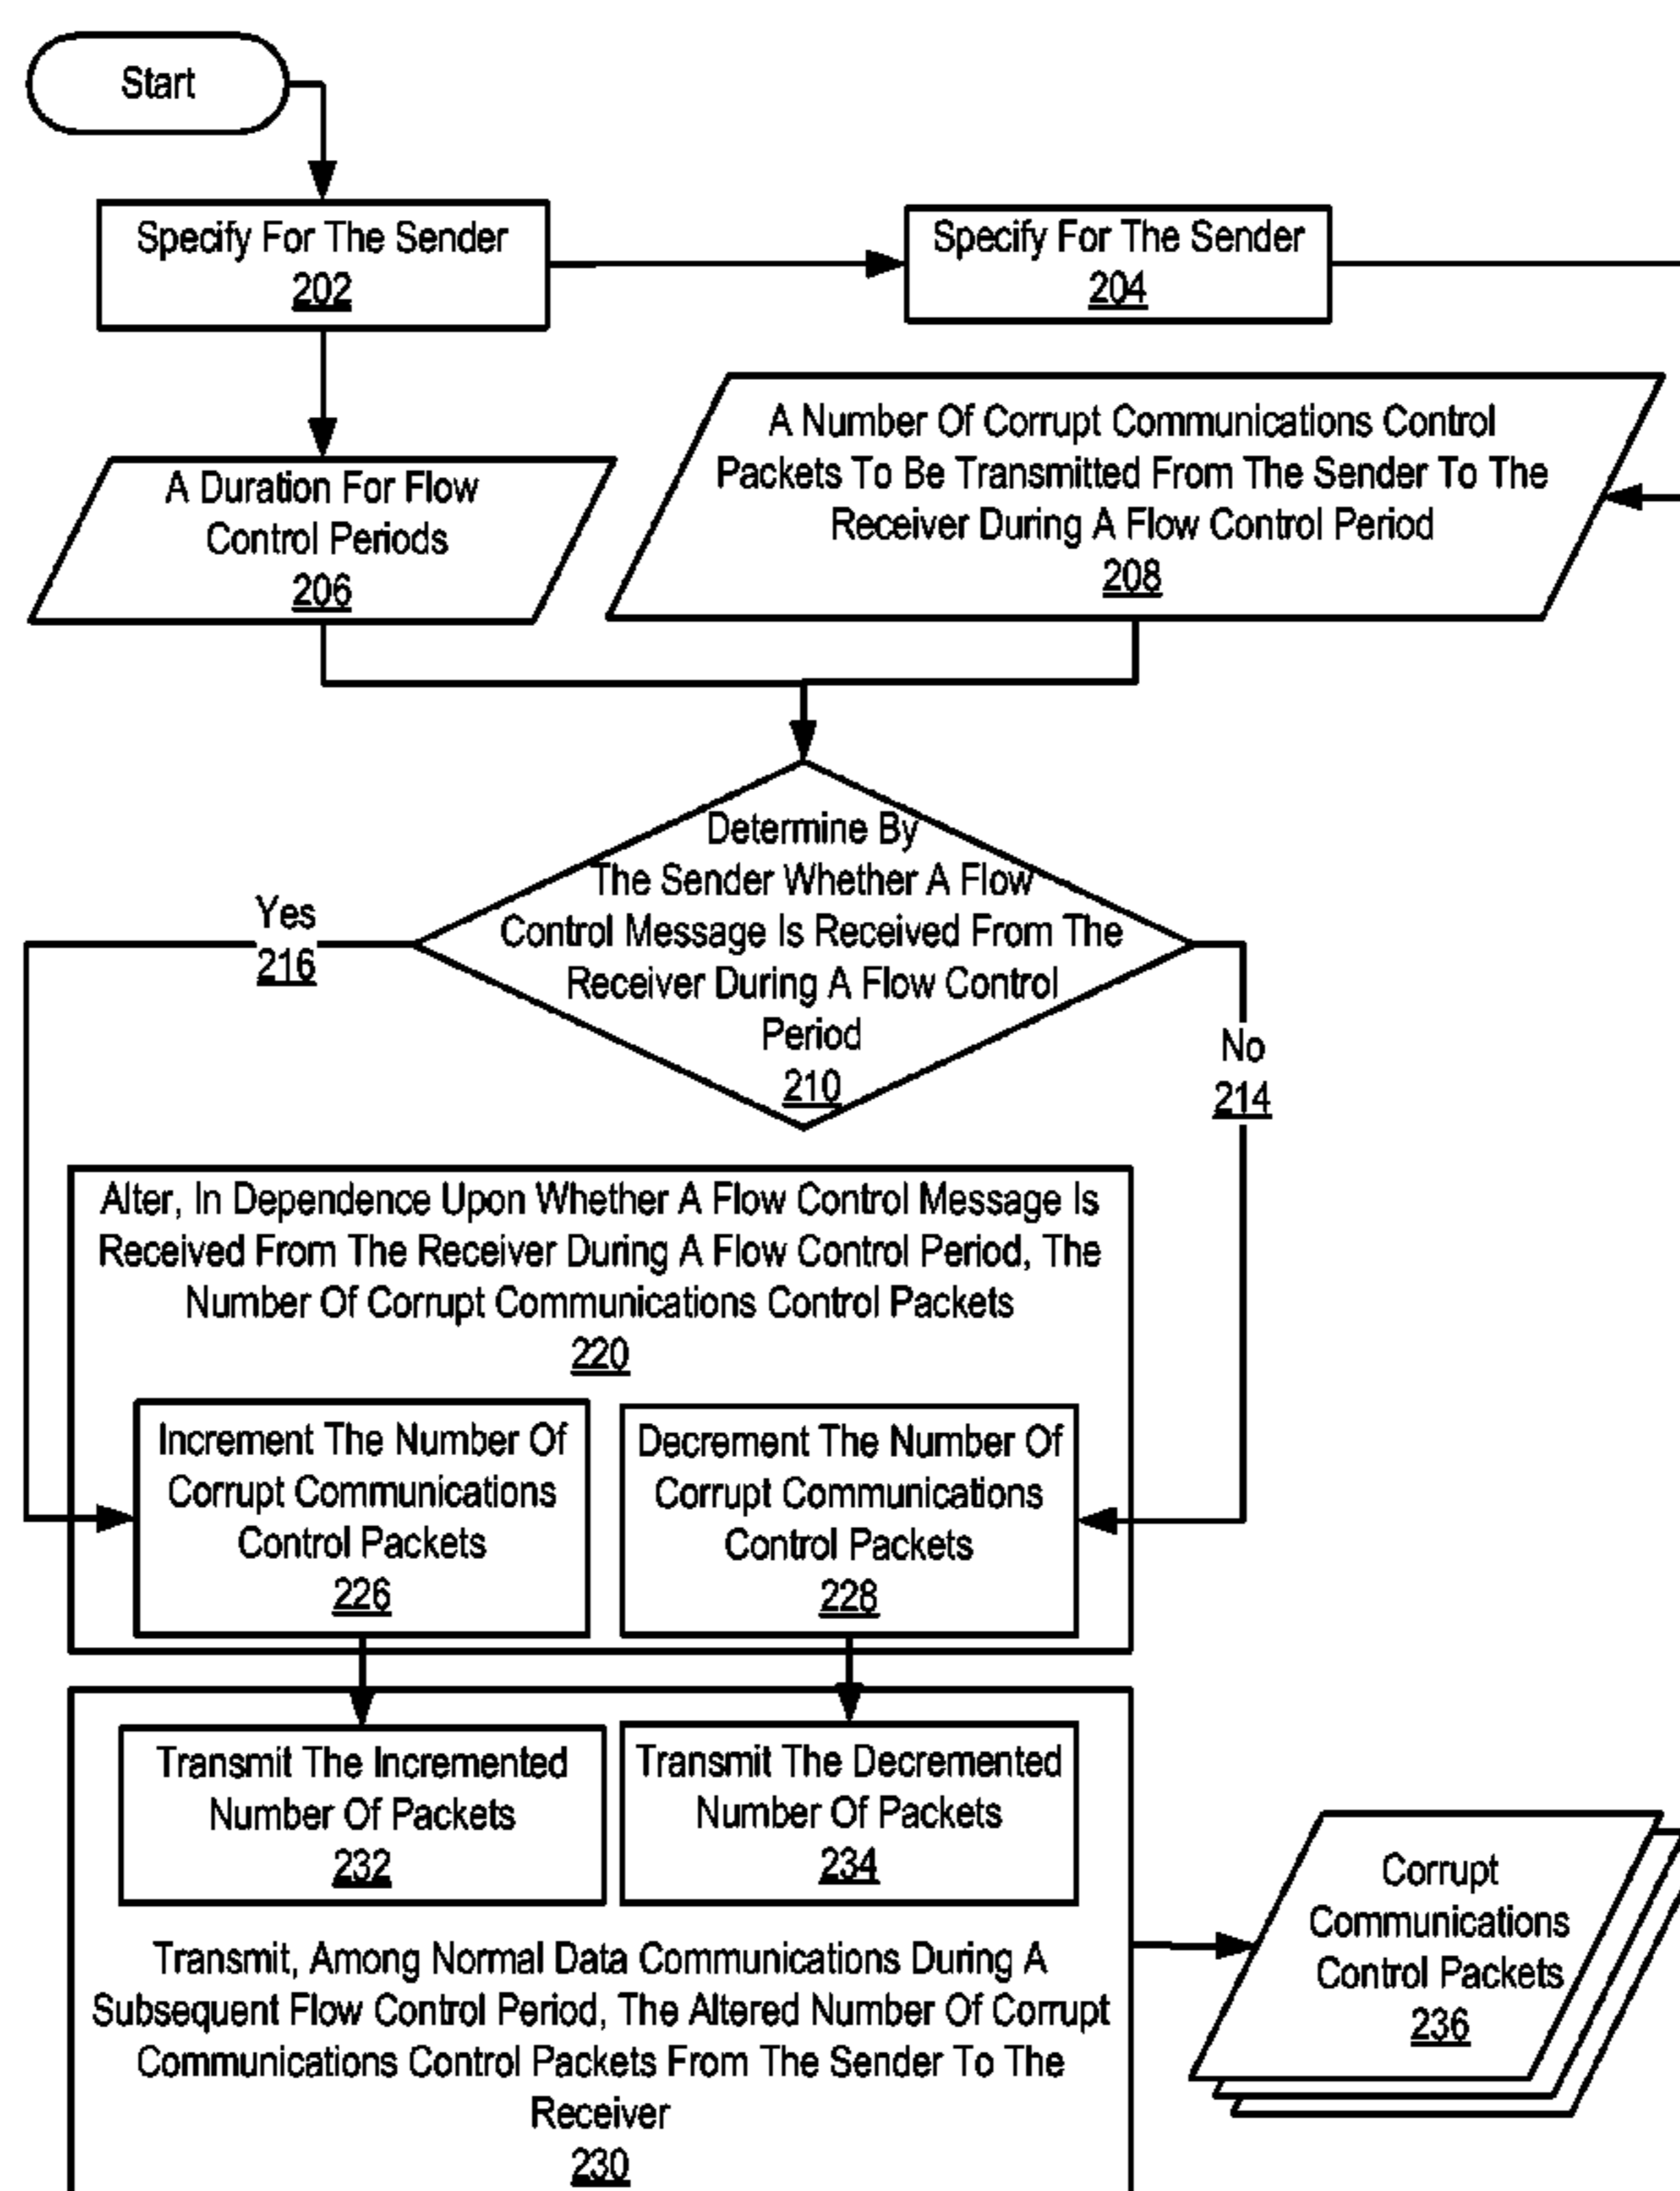 Start
Specify For The Sender
202
Specify For The Sender
204
A Duration For Flow
Control Periods
206
A Number Of Corrupt Communications Control
Packets To Be Transmitted From The Sender To The
Receiver During A Flow Control Period
208
Determine By
The Sender Whether A Flow
Control Message Is Received From The
Receiver During A Flow Control
Period
210
Yes
216
No
214
Alter, In Dependence Upon Whether A Flow Control Message Is
Received From The Receiver During A Flow Control Period, The
Number Of Corrupt Communications Control Packets
220
Increment The Number Of
Corrupt Communications
Control Packets
226
Decrement The Number Of
Corrupt Communications
Control Packets
228
Transmit The Incremented
Number Of Packets
232
Transmit The Decremented
Number Of Packets
234
Transmit, Among Normal Data Communications During A
Subsequent Flow Control Period, The Altered Number Of Corrupt
Communications Control Packets From The Sender To The
Receiver
230
Corrupt
Communications
Control Packets
236